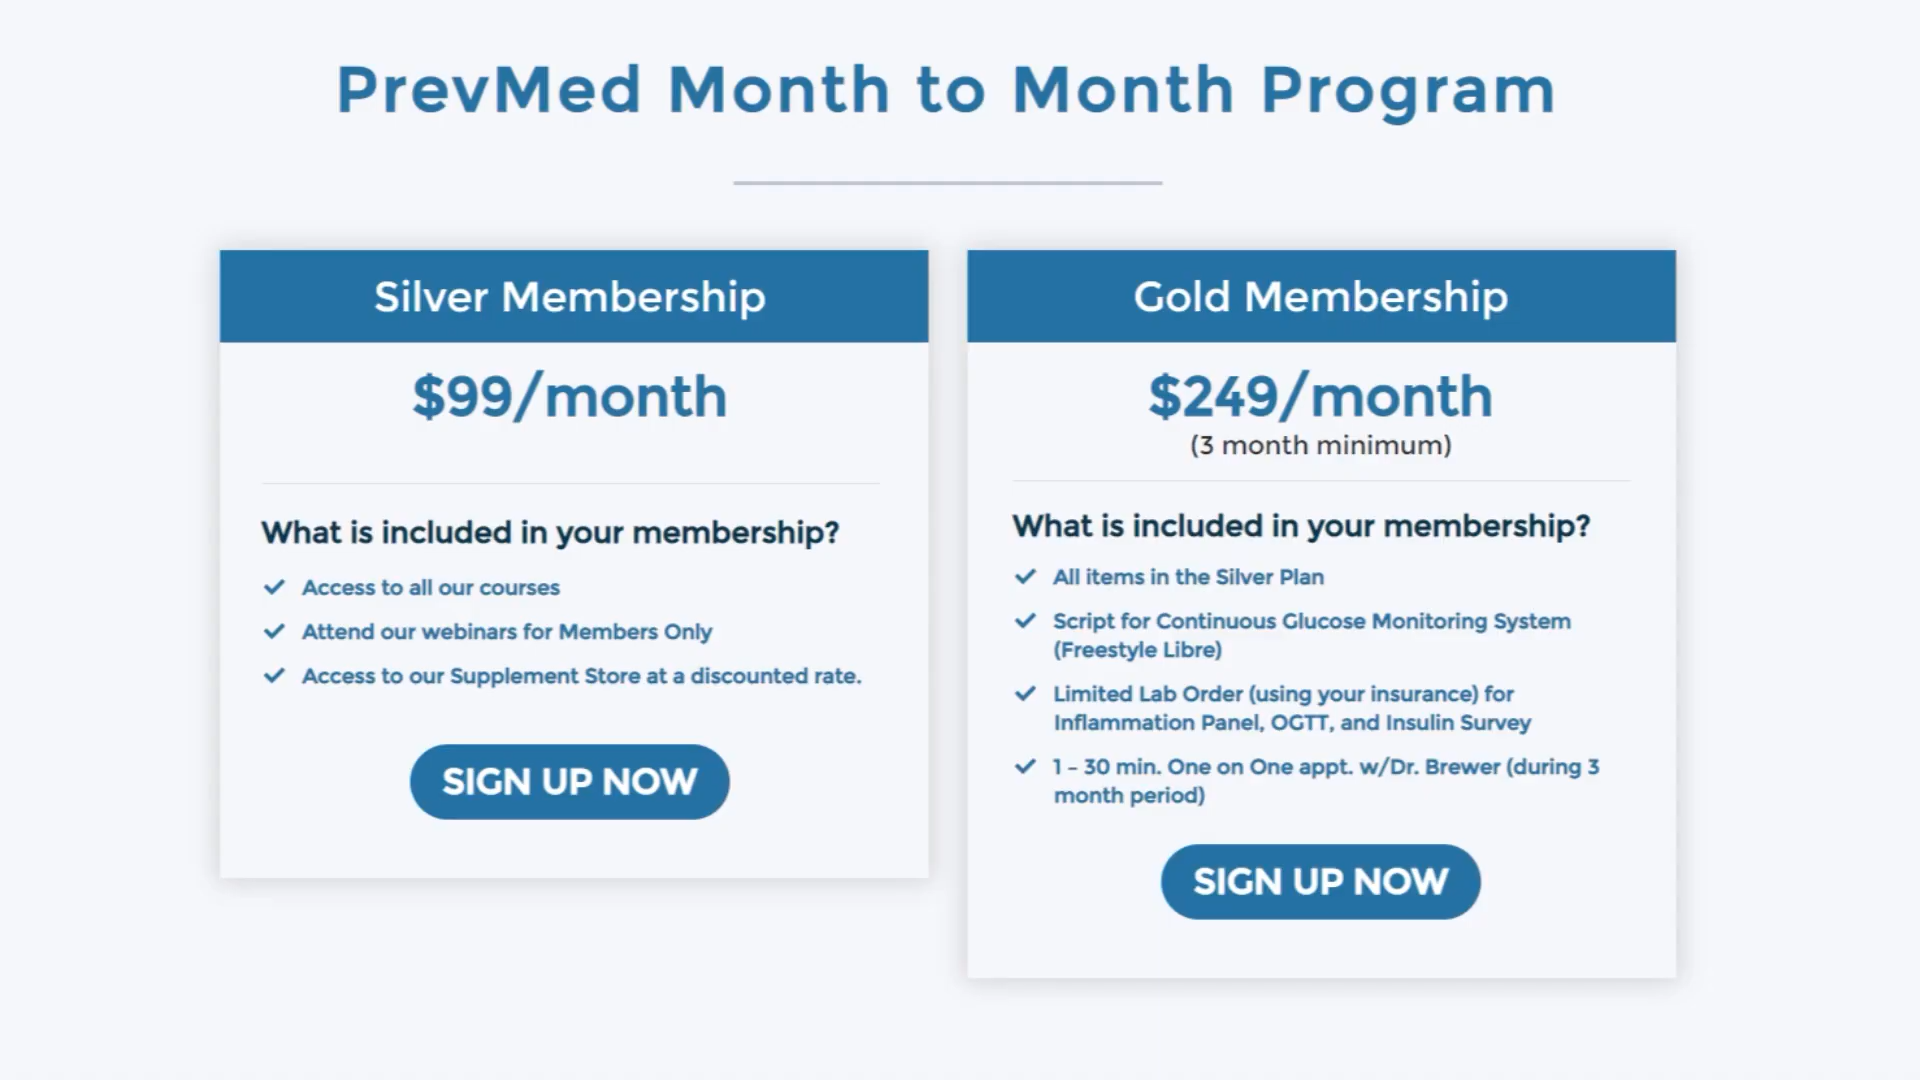 PrevMed Month to Month Program
Silver Membership
$99/month
What is included in your membership?
Access to all our courses
Attend our webinars for Members Only
Access to our Supplement Store at a discounted rate.
SIGN UP NOW
Gold Membership
$249/month
(3 month minimum)
What is included in your membership?
All items in the Silver Plan
Script for Continuous Glucose Monitoring System
(Freestyle Libre)
Limited Lab Order (using your insurance) for
Inflammation Panel, OGTT, and Insulin Survey
1 – 30 min. One on One appt. w/Dr. Brewer (during 3
month period)
SIGN UP NOW